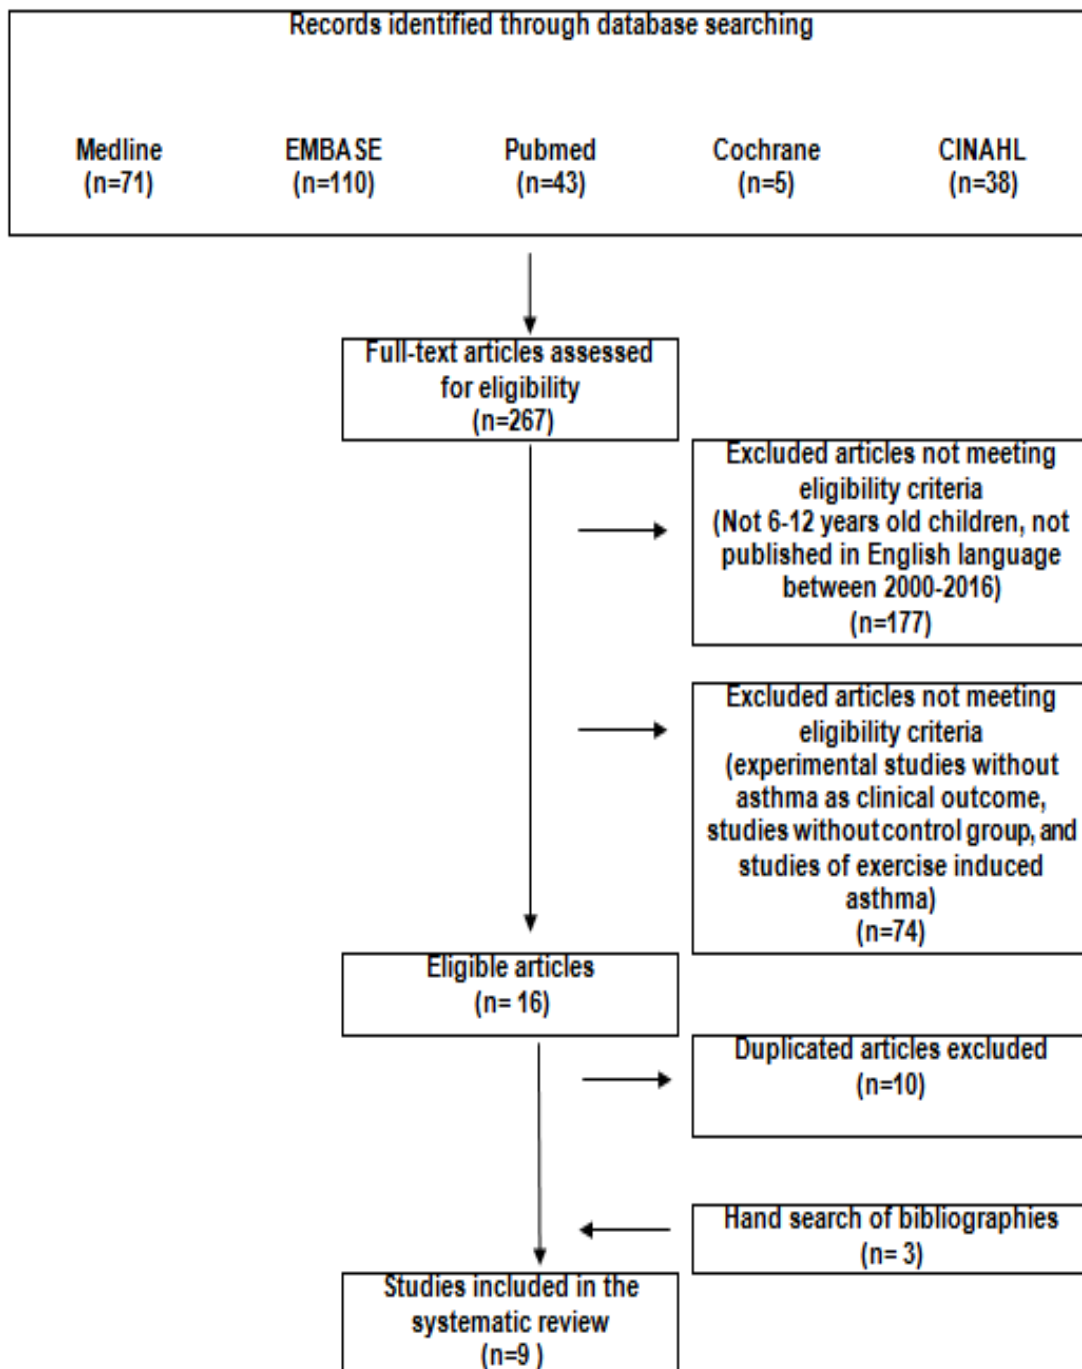 Records identified through database searching
Medline
(n=71)
EMBASE
(n=110)
Pubmed
(n=43)
Cochrane
(n=5)
CINAHL
(n=38)
Full-text articles assessed
for eligibility
(n=267)
Excluded articles not meeting
eligibility criteria
(Not 6-12 years old children, not
published in English language
between 2000-2016)
(n=177)
Excluded articles not meeting
eligibility criteria
(experimental studies without
asthma as clinical outcome,
studies without control group, and
studies of exercise induced
asthma)
(n=74)
Eligible articles
(n= 16)
Duplicated articles excluded
(n=10)
Hand search of bibliographies
(n= 3)
Studies included in the
systematic review
(n=9 )